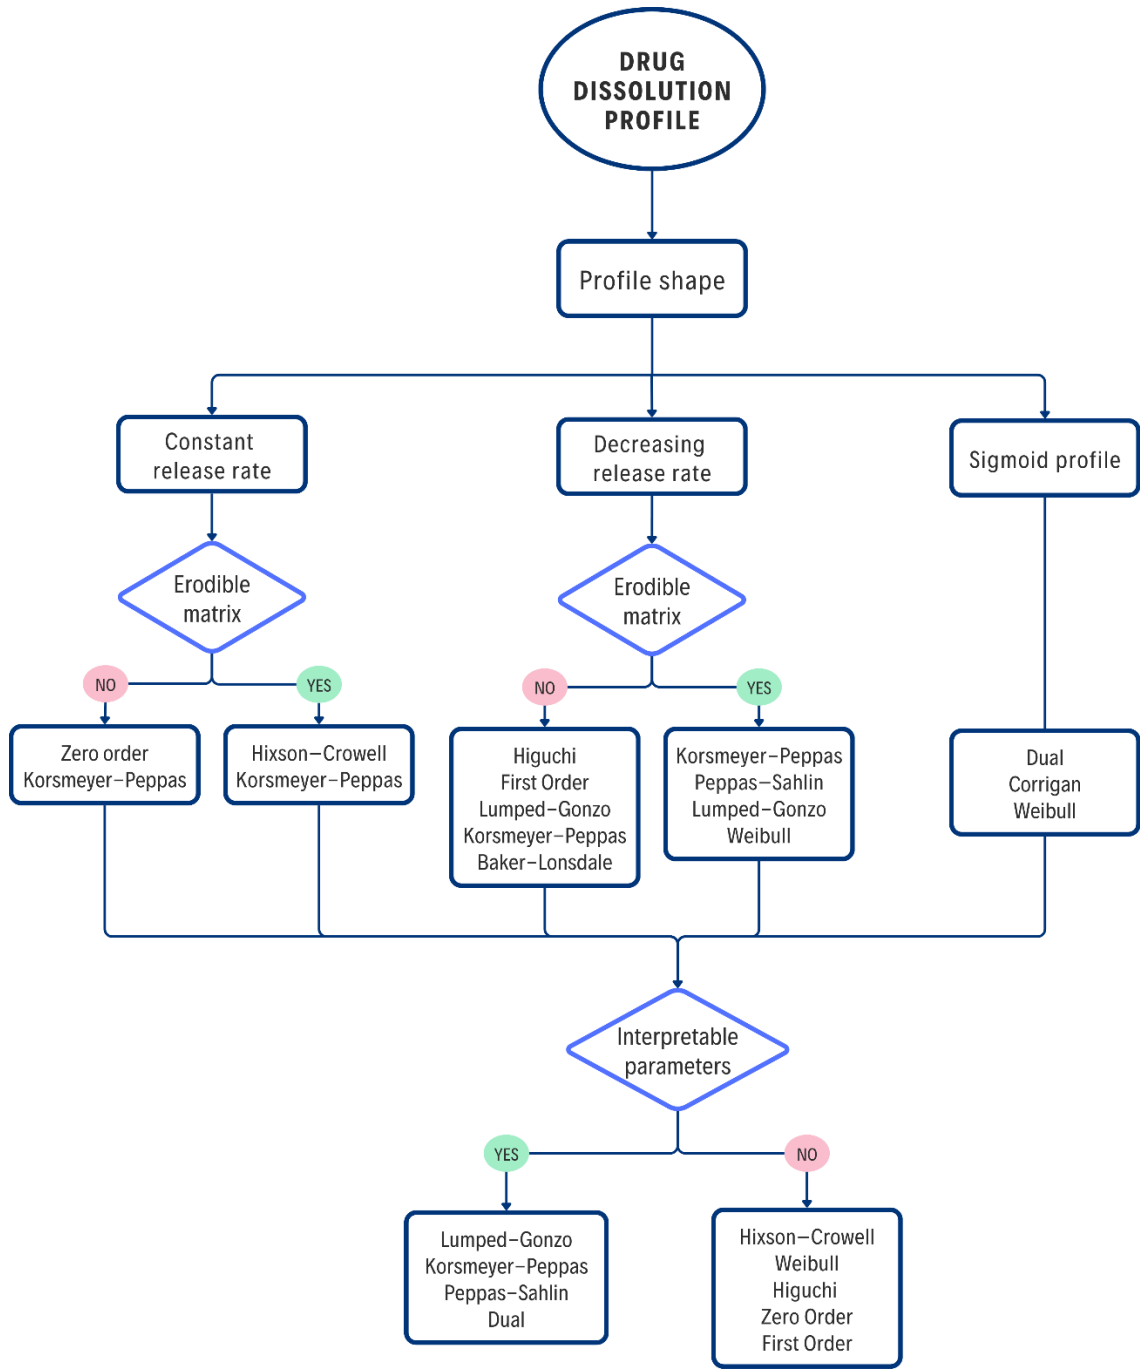 DRUG
DISSOLUTION
PROFILE
Profile shape
Constant
release rate
Decreasing
release rate
Sigmoid profile
Erodible
matrix
Erodible
matrix
NO
YES
NO
YES
Zero order
Korsmeyer–Peppas
Hixson–Crowell
Korsmeyer–Peppas
Higuchi
First Order
Lumped–Gonzo
Korsmeyer–Peppas
Baker–Lonsdale
Korsmeyer–Peppas
Peppas–Sahlin
Lumped–Gonzo
Weibull
Dual
Corrigan
Weibull
Interpretable
parameters
YES
NO
Lumped–Gonzo
Korsmeyer–Peppas
Peppas–Sahlin
Dual
Hixson–Crowell
Weibull
Higuchi
Zero Order
First Order